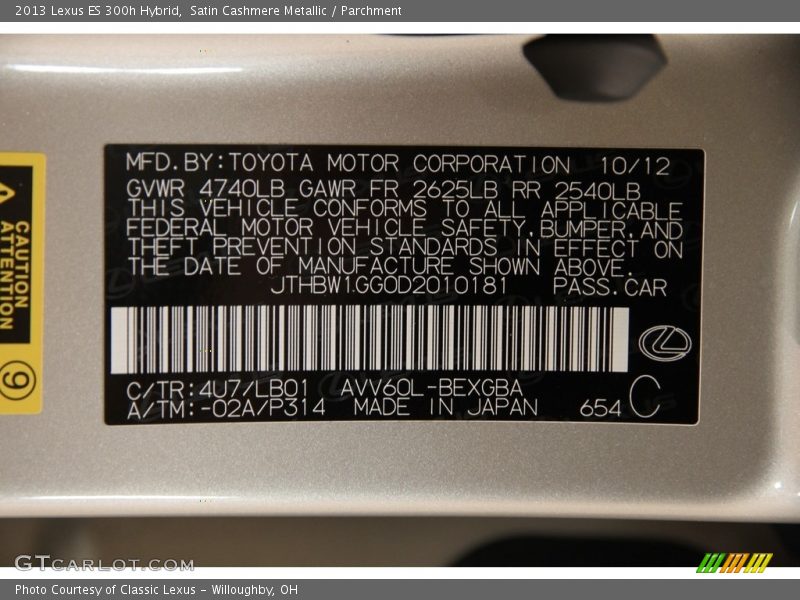 2013 Lexus ES 300h Hybrid, Satin Cashmere Metallic / Parchment
MFD.BY:TOYOTA MOTOR CORPORATION 10/12
GVWR 4740LB GAWR FR 2625LB RR 2540LB
THIS VEHICLE CONFORMS TO ALL APPLICABLE
FEDERAL MOTOR VEHICLE SAFETY,BUMPER,AND
THEFT PREVENTION STANDARDS IN EFFECT ON
THE DATE OF MANUFACTURE SHOWN ABOVE.
JTHBW1GG0D2010181 PASS.CAR
C/TR:4U7/LB01 AVV60L-BEXGBA
A/TM:-02A/P314 MADE IN JAPAN 654 C
CAUTION
ATTENTION
9
GTCARLOT.COM
Photo Courtesy of Classic Lexus - Willoughby, OH